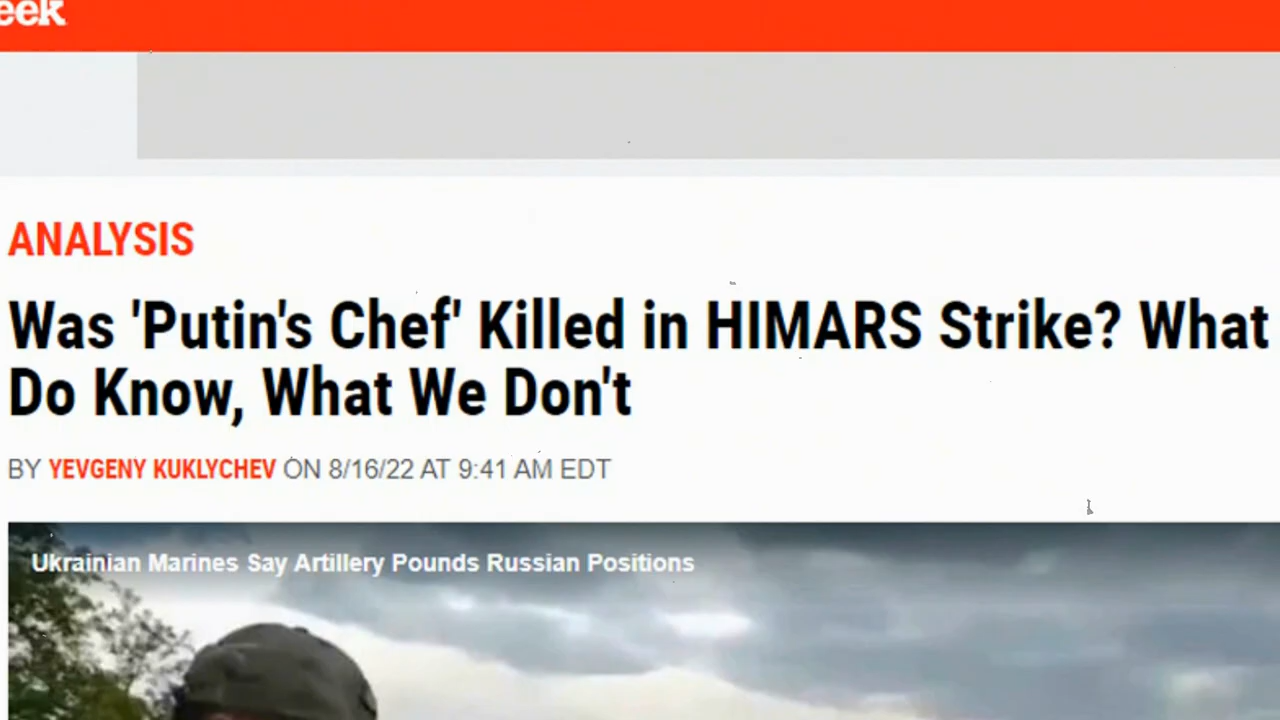 eek
ANALYSIS
Was 'Putin's Chef' Killed in HIMARS Strike? What
Do Know, What We Don't
BY YEVGENY KUKLYCHEV ON 8/16/22 AT 9:41 AM EDT
Ukrainian Marines Say Artillery Pounds Russian Positions